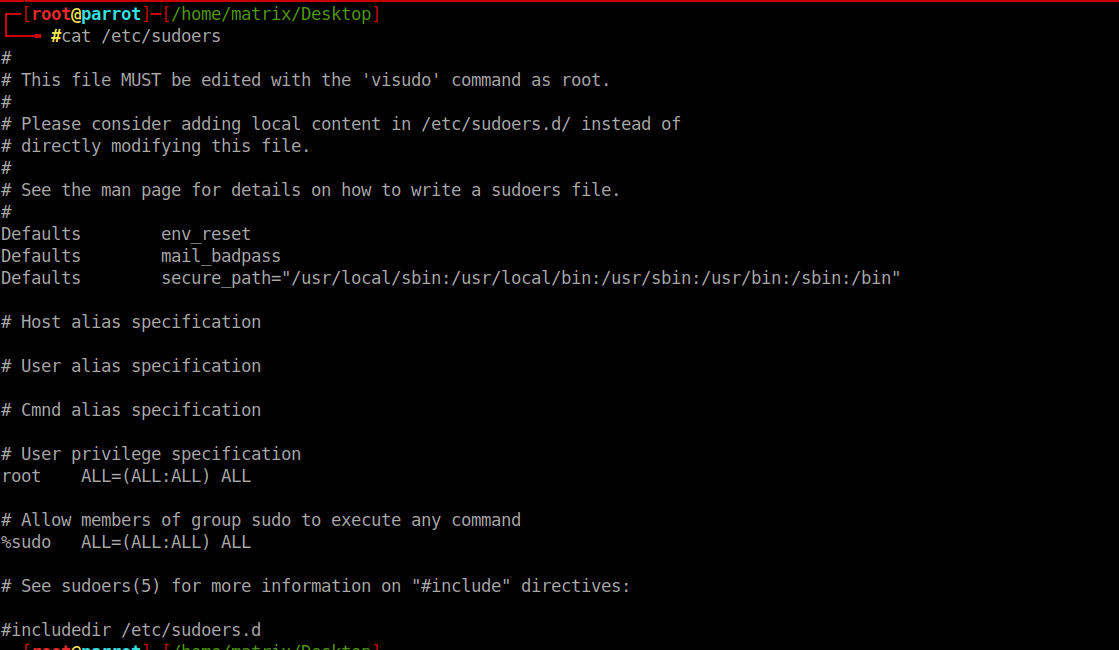 [root@parrot]─[/home/matrix/Desktop]
#cat /etc/sudoers
#
# This file MUST be edited with the 'visudo' command as root.
#
# Please consider adding local content in /etc/sudoers.d/ instead of
# directly modifying this file.
#
# See the man page for details on how to write a sudoers file.
#
Defaults        env_reset
Defaults        mail_badpass
Defaults        secure_path="/usr/local/sbin:/usr/local/bin:/usr/sbin:/usr/bin:/sbin:/bin"
# Host alias specification
# User alias specification
# Cmnd alias specification
# User privilege specification
root    ALL=(ALL:ALL) ALL
# Allow members of group sudo to execute any command
%sudo   ALL=(ALL:ALL) ALL
# See sudoers(5) for more information on "#include" directives:
#includedir /etc/sudoers.d
[root@parrot]─[/home/matrix/Desktop]